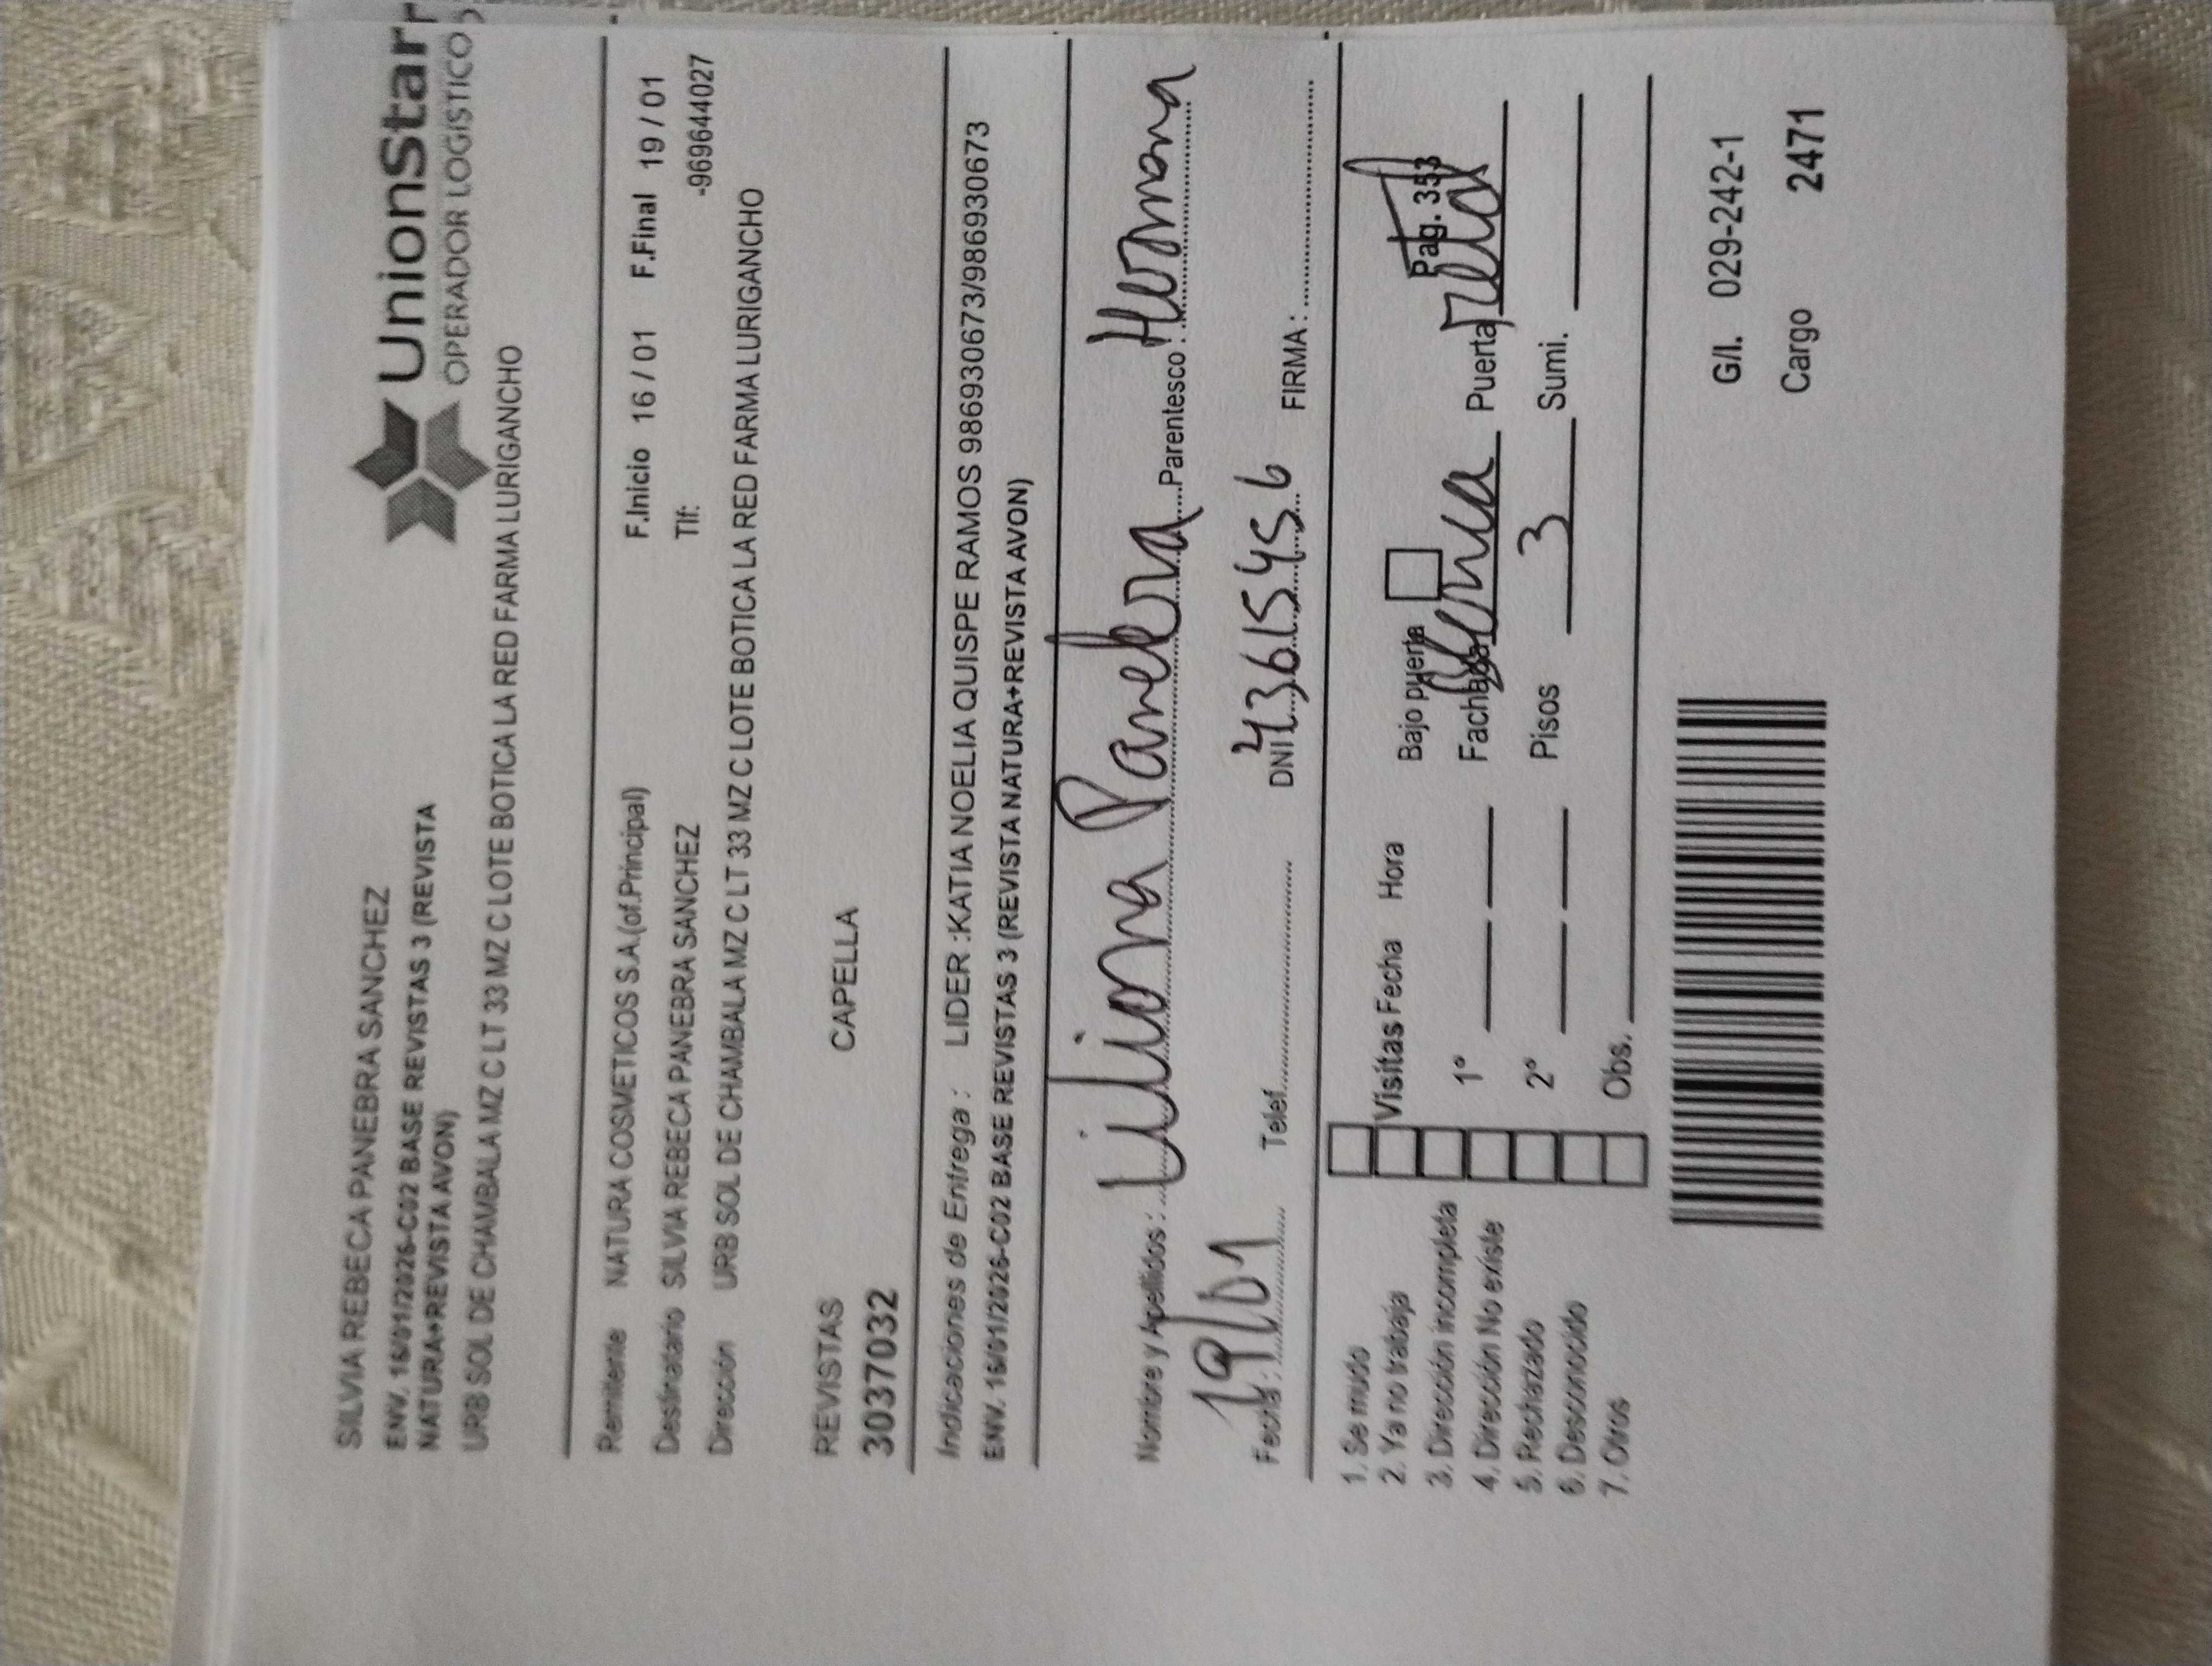 SILVIA REBECA PANEBRA SANCHEZ
ENV. 16/01/2026-C02 BASE REVISTAS 3 (REVISTA
NATURA+REVISTA AVON)
URB SOL DE CHAMBALA MZ C LT 33 MZ C LOTE BOTICA LA RED FARMA LURIGANCHO
UnionStar
OPERADOR LOGISTICO
Remitente NATURA COSMETICOS S.A.(of.Principal) F.Inicio 16 / 01 F.Final 19 / 01
Destinatario SILVIA REBECA PANEBRA SANCHEZ Tlf: -969644027
Dirección URB SOL DE CHAMBALA MZ C LT 33 MZ C LOTE BOTICA LA RED FARMA LURIGANCHO
REVISTAS CAPELLA
3037032
Indicaciones de Entrega : LIDER :KATIA NOELIA QUISPE RAMOS 986930673/986930673
ENV. 16/01/2026-C02 BASE REVISTAS 3 (REVISTA NATURA+REVISTA AVON)
Nombre y Apellidos : Liliana Panebra Parentesco : Hermana
Fecha : 19/01 Telef. DNI 43615456 FIRMA :
1. Se mudo
2. Ya no trabaja
3. Dirección incompleta
4. Dirección No existe
5. Rechazado
6. Desconocido
7. Otros
Visitas Fecha Hora
1°
2°
Obs.
Bajo puerta Pag. 353
Fachada Puerta
Pisos 3 Sumi.
G/I. 029-242-1
Cargo 2471